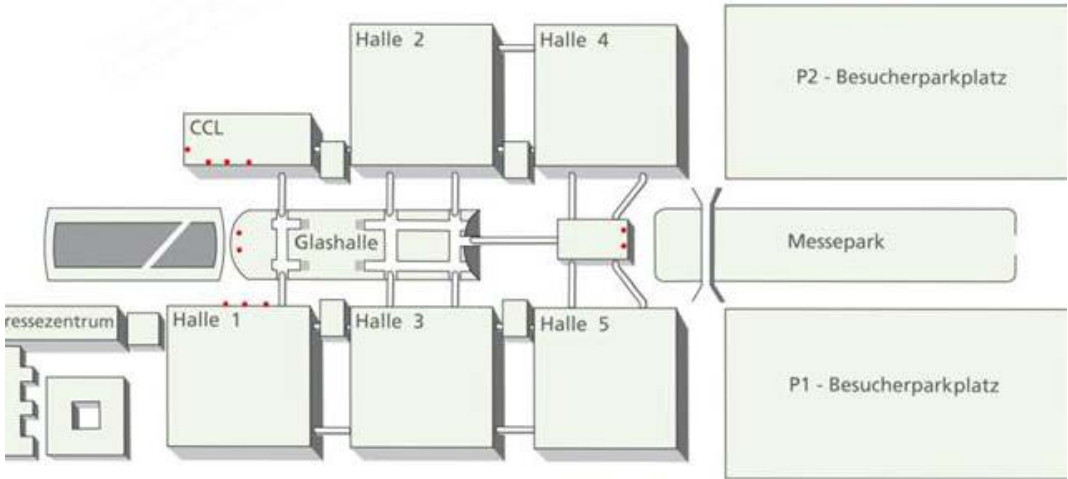 Halle 2
Halle 4
P2 - Besucherparkplatz
CCL
Glashalle
Messepark
ressezentrum
Halle 1
Halle 3
Halle 5
P1 - Besucherparkplatz